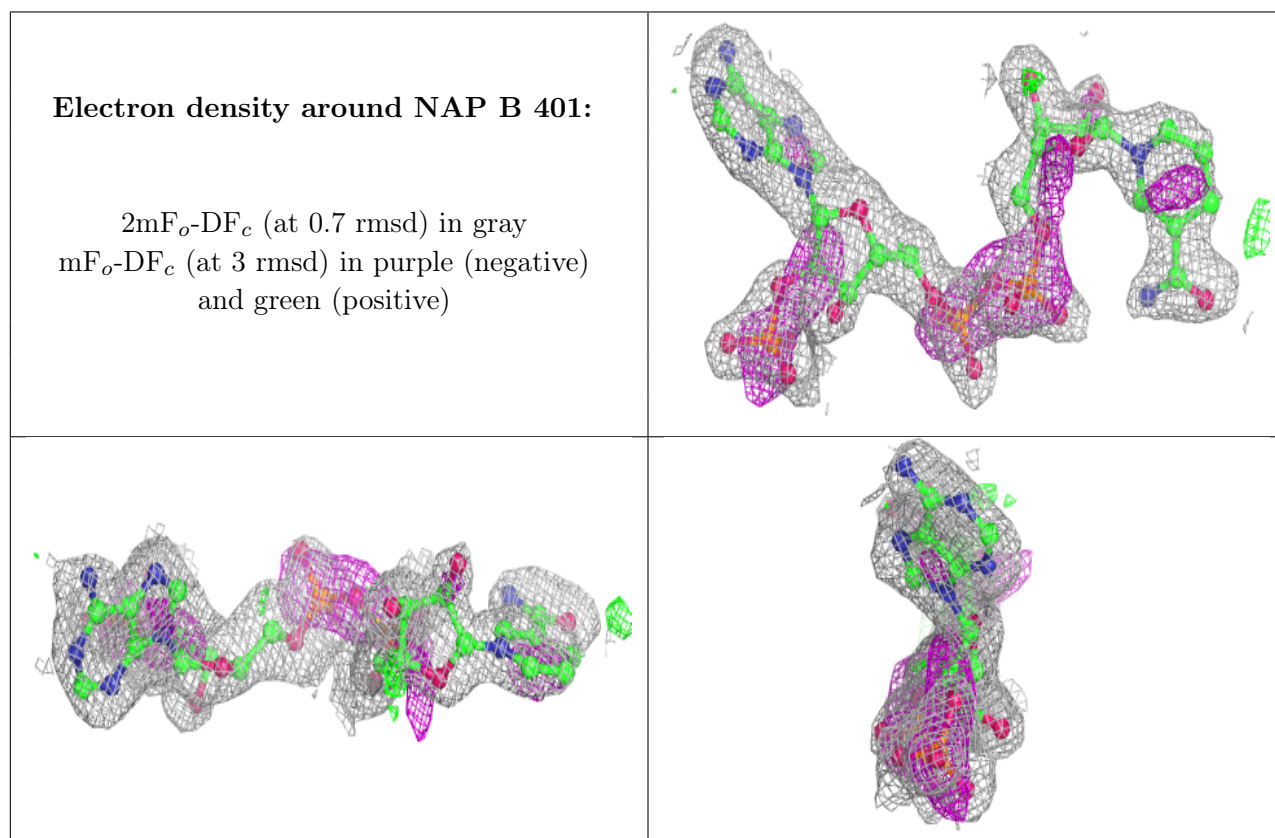 Electron density around NAP B 401:
2mFo-DFc (at 0.7 rmsd) in gray
mFo-DFc (at 3 rmsd) in purple (negative)
and green (positive)